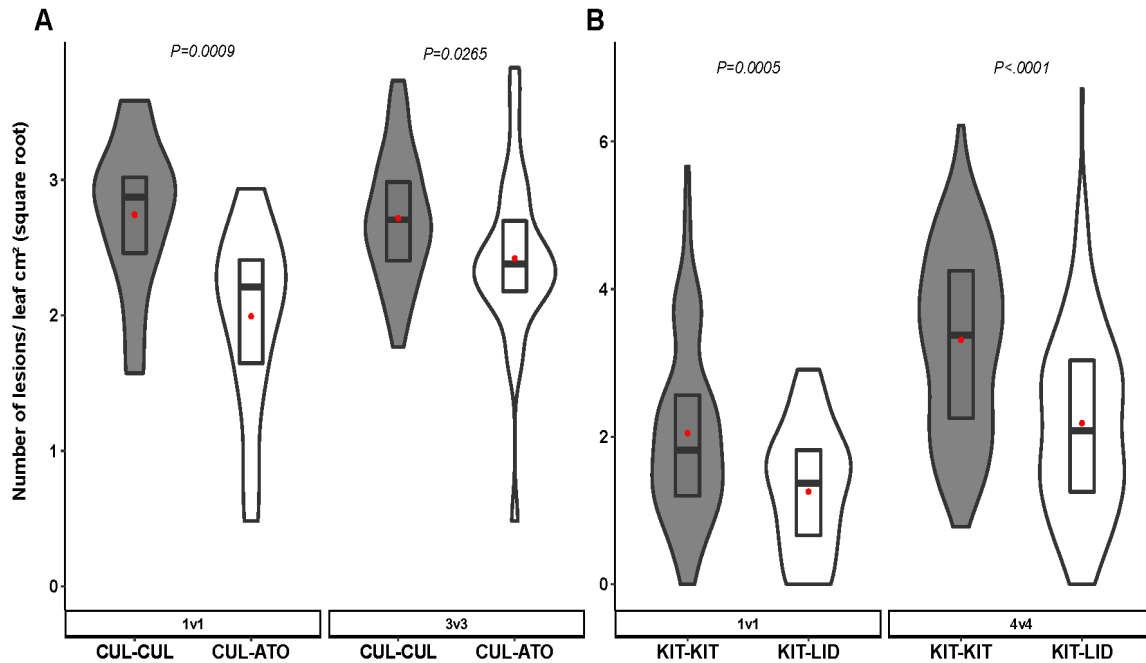 A
B
Number of lesions/ leaf cm² (square root)
P=0.0009
P=0.0265
3
2
1
0
1v1
3v3
CUL-CUL
CUL-ATO
CUL-CUL
CUL-ATO
P=0.0005
P<.0001
6
4
2
0
1v1
4v4
KIT-KIT
KIT-LID
KIT-KIT
KIT-LID